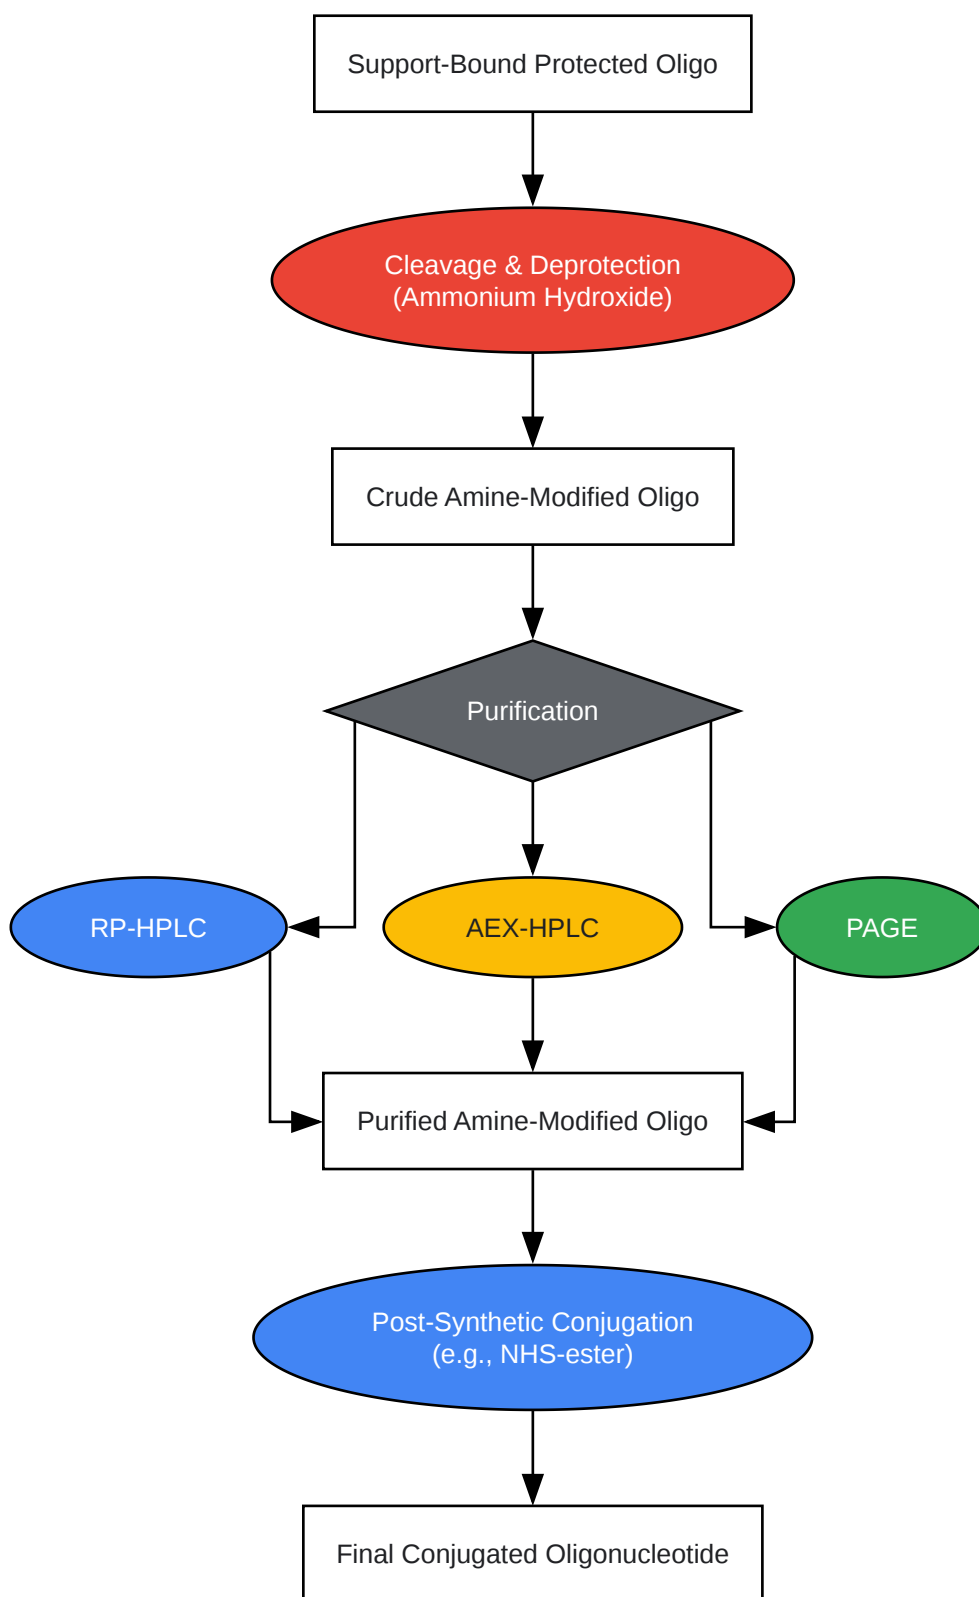 Support-Bound Protected Oligo
Cleavage & Deprotection
(Ammonium Hydroxide)
Crude Amine-Modified Oligo
Purification
RP-HPLC
AEX-HPLC
PAGE
Purified Amine-Modified Oligo
Post-Synthetic Conjugation
(e.g., NHS-ester)
Final Conjugated Oligonucleotide